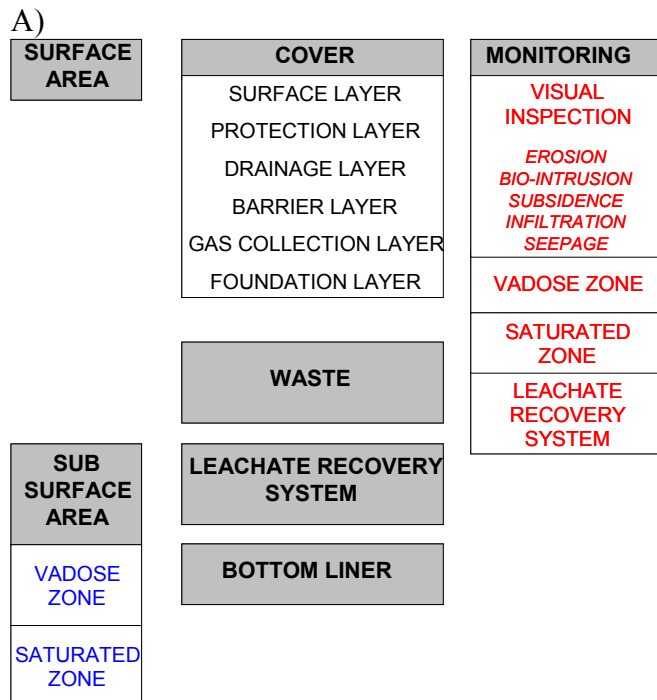 A)
SURFACE
AREA
COVER
SURFACE LAYER
PROTECTION LAYER
DRAINAGE LAYER
BARRIER LAYER
GAS COLLECTION LAYER
FOUNDATION LAYER
MONITORING
VISUAL
INSPECTION
EROSION
BIO-INTRUSION
SUBSIDENCE
INFILTRATION
SEEPAGE
VADOSE ZONE
SATURATED
ZONE
LEACHATE
RECOVERY
SYSTEM
WASTE
SUB
SURFACE
AREA
VADOSE
ZONE
SATURATED
ZONE
LEACHATE RECOVERY
SYSTEM
BOTTOM LINER